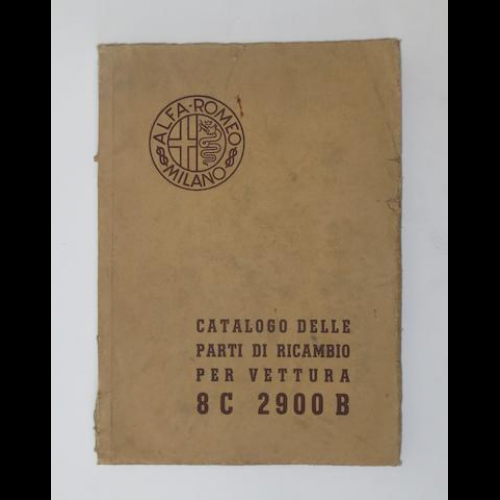 ALFA-ROMEO
MILANO
CATALOGO DELLE
PARTI DI RICAMBIO
PER VETTURA
8C 2900 B